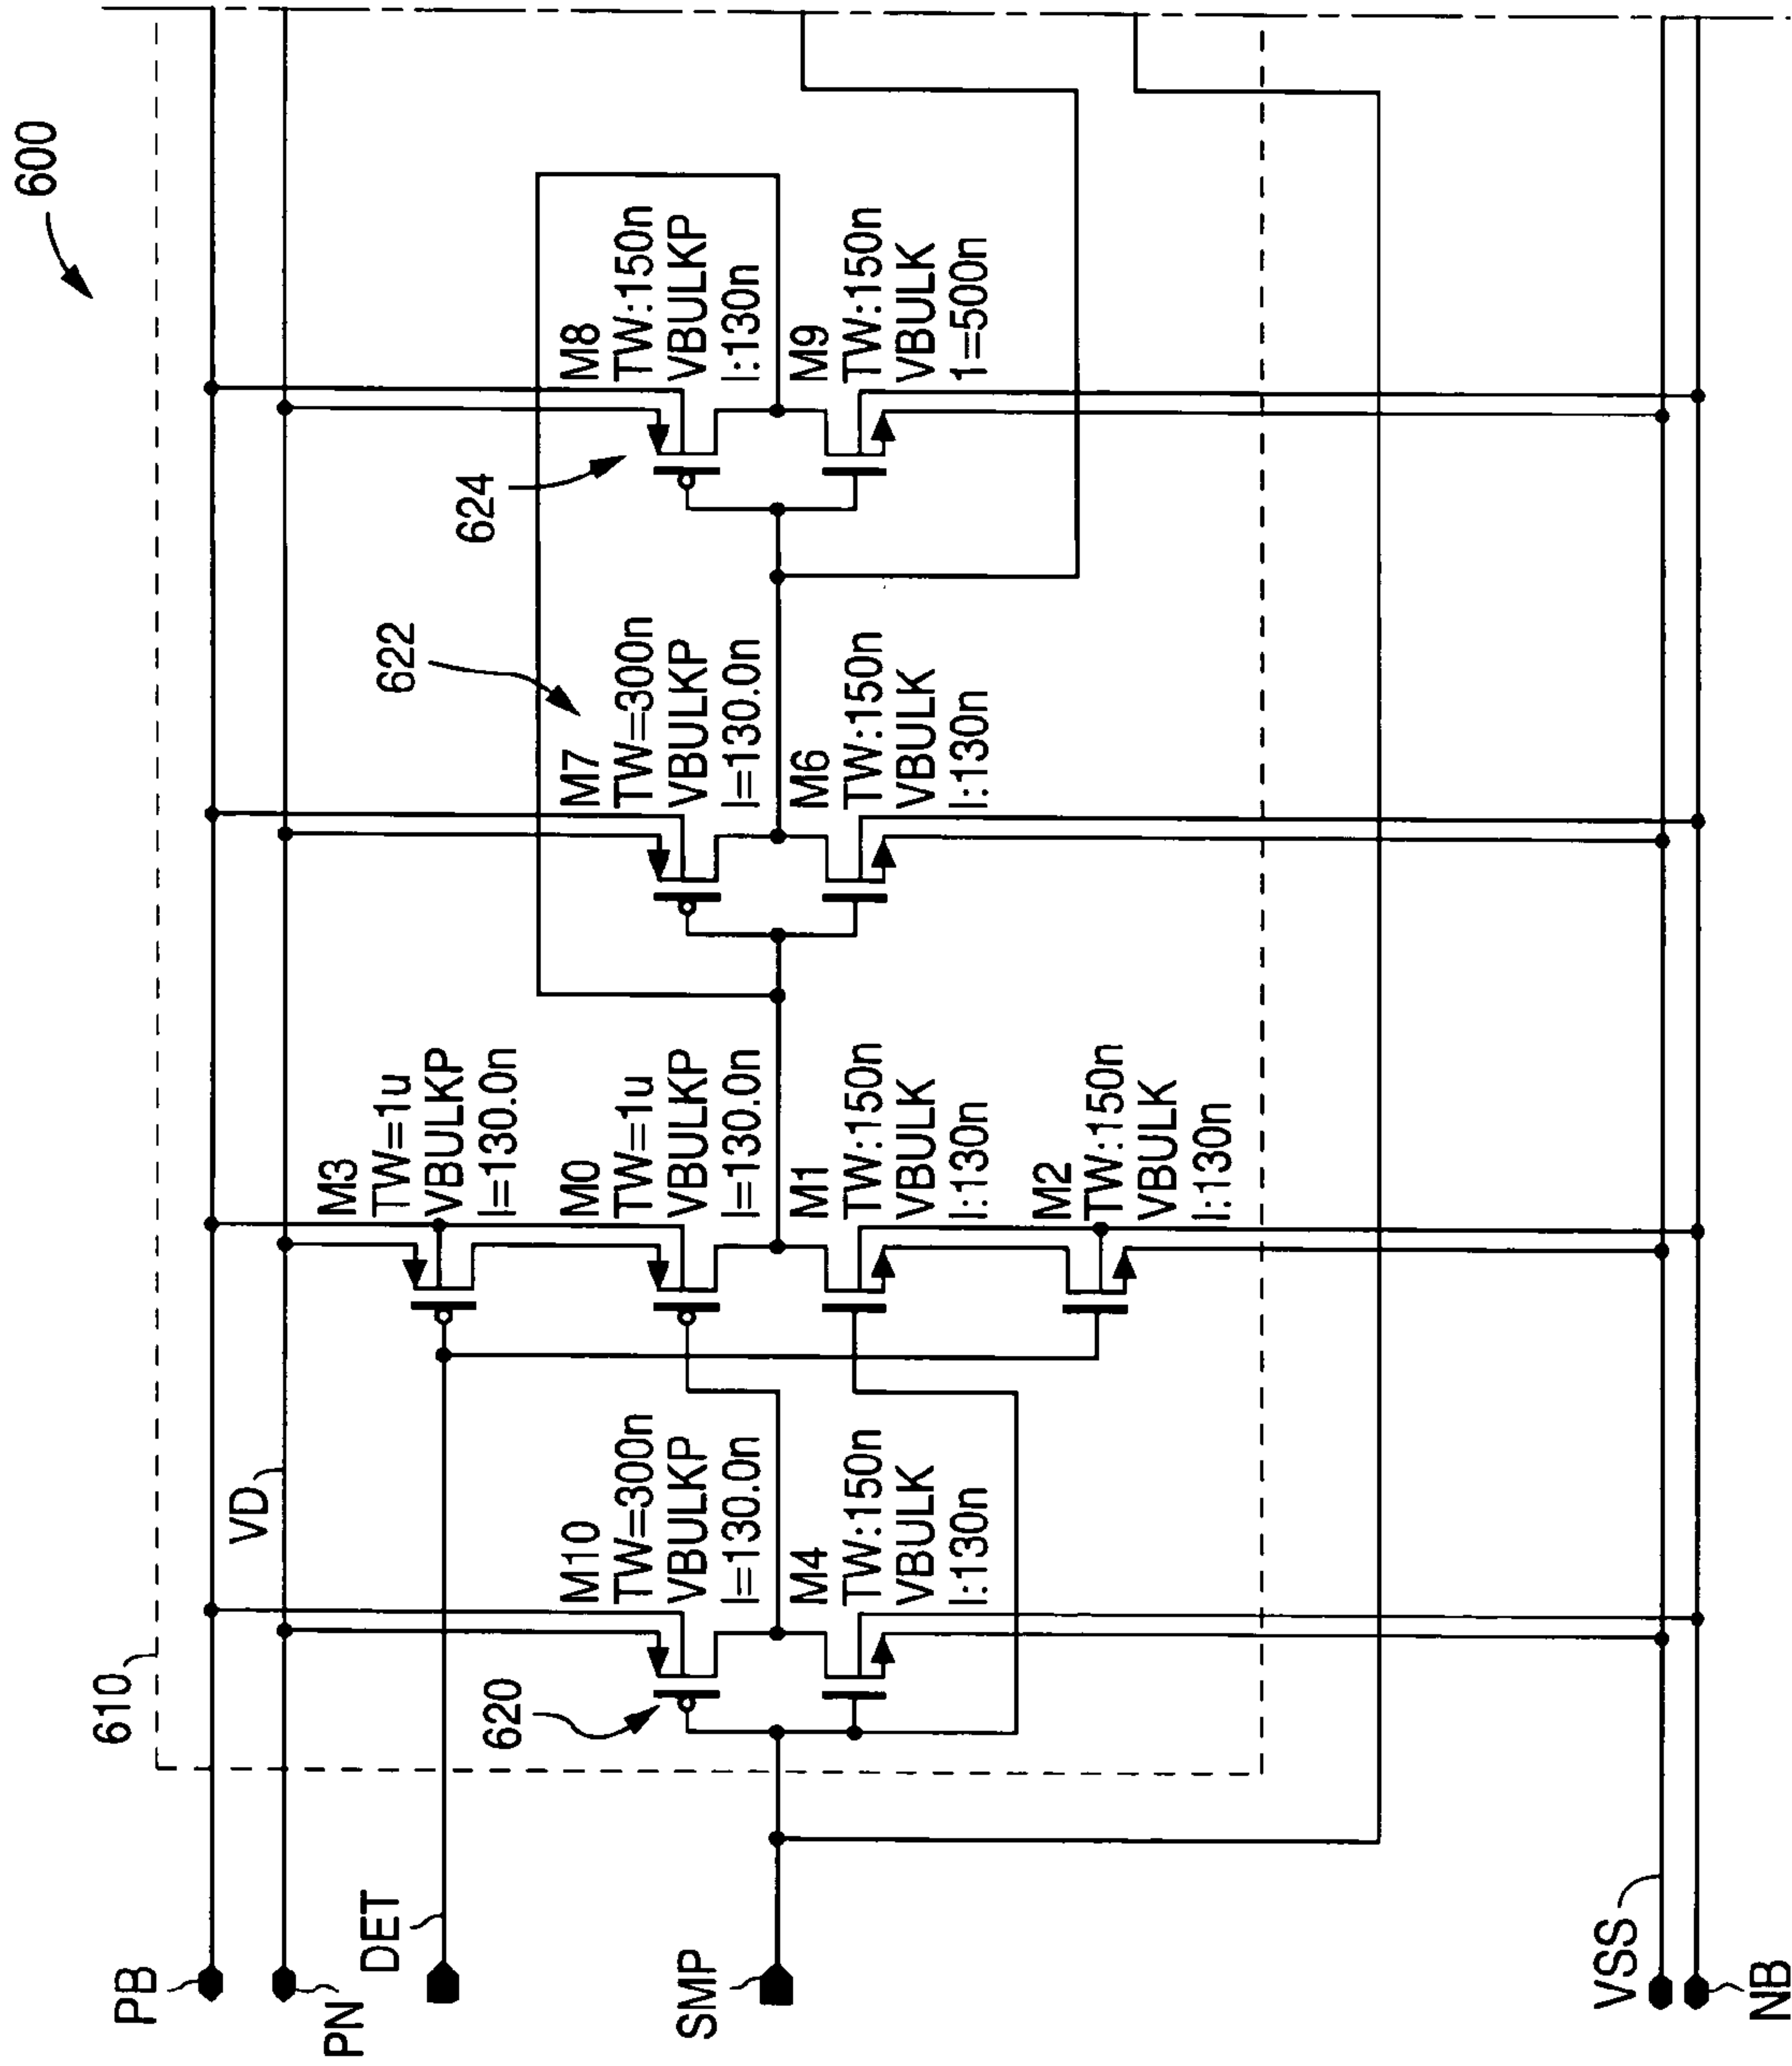 600
610
PB
VD
PN
DET
SMP
VSS
NB
620
M10
TW=300n
VBULKP
l=130.0n
M4
TW:150n
VBULK
l:130n
M3
TW=1u
VBULKP
l=130.0n
M0
TW=1u
VBULKP
l=130.0n
M1
TW:150n
VBULK
l:130n
M2
TW:150n
VBULK
l:130n
622
M7
TW=300n
VBULKP
l=130.0n
M6
TW:150n
VBULK
l:130n
624
M8
TW:150n
VBULKP
l:130n
M9
TW:150n
VBULK
1=500n